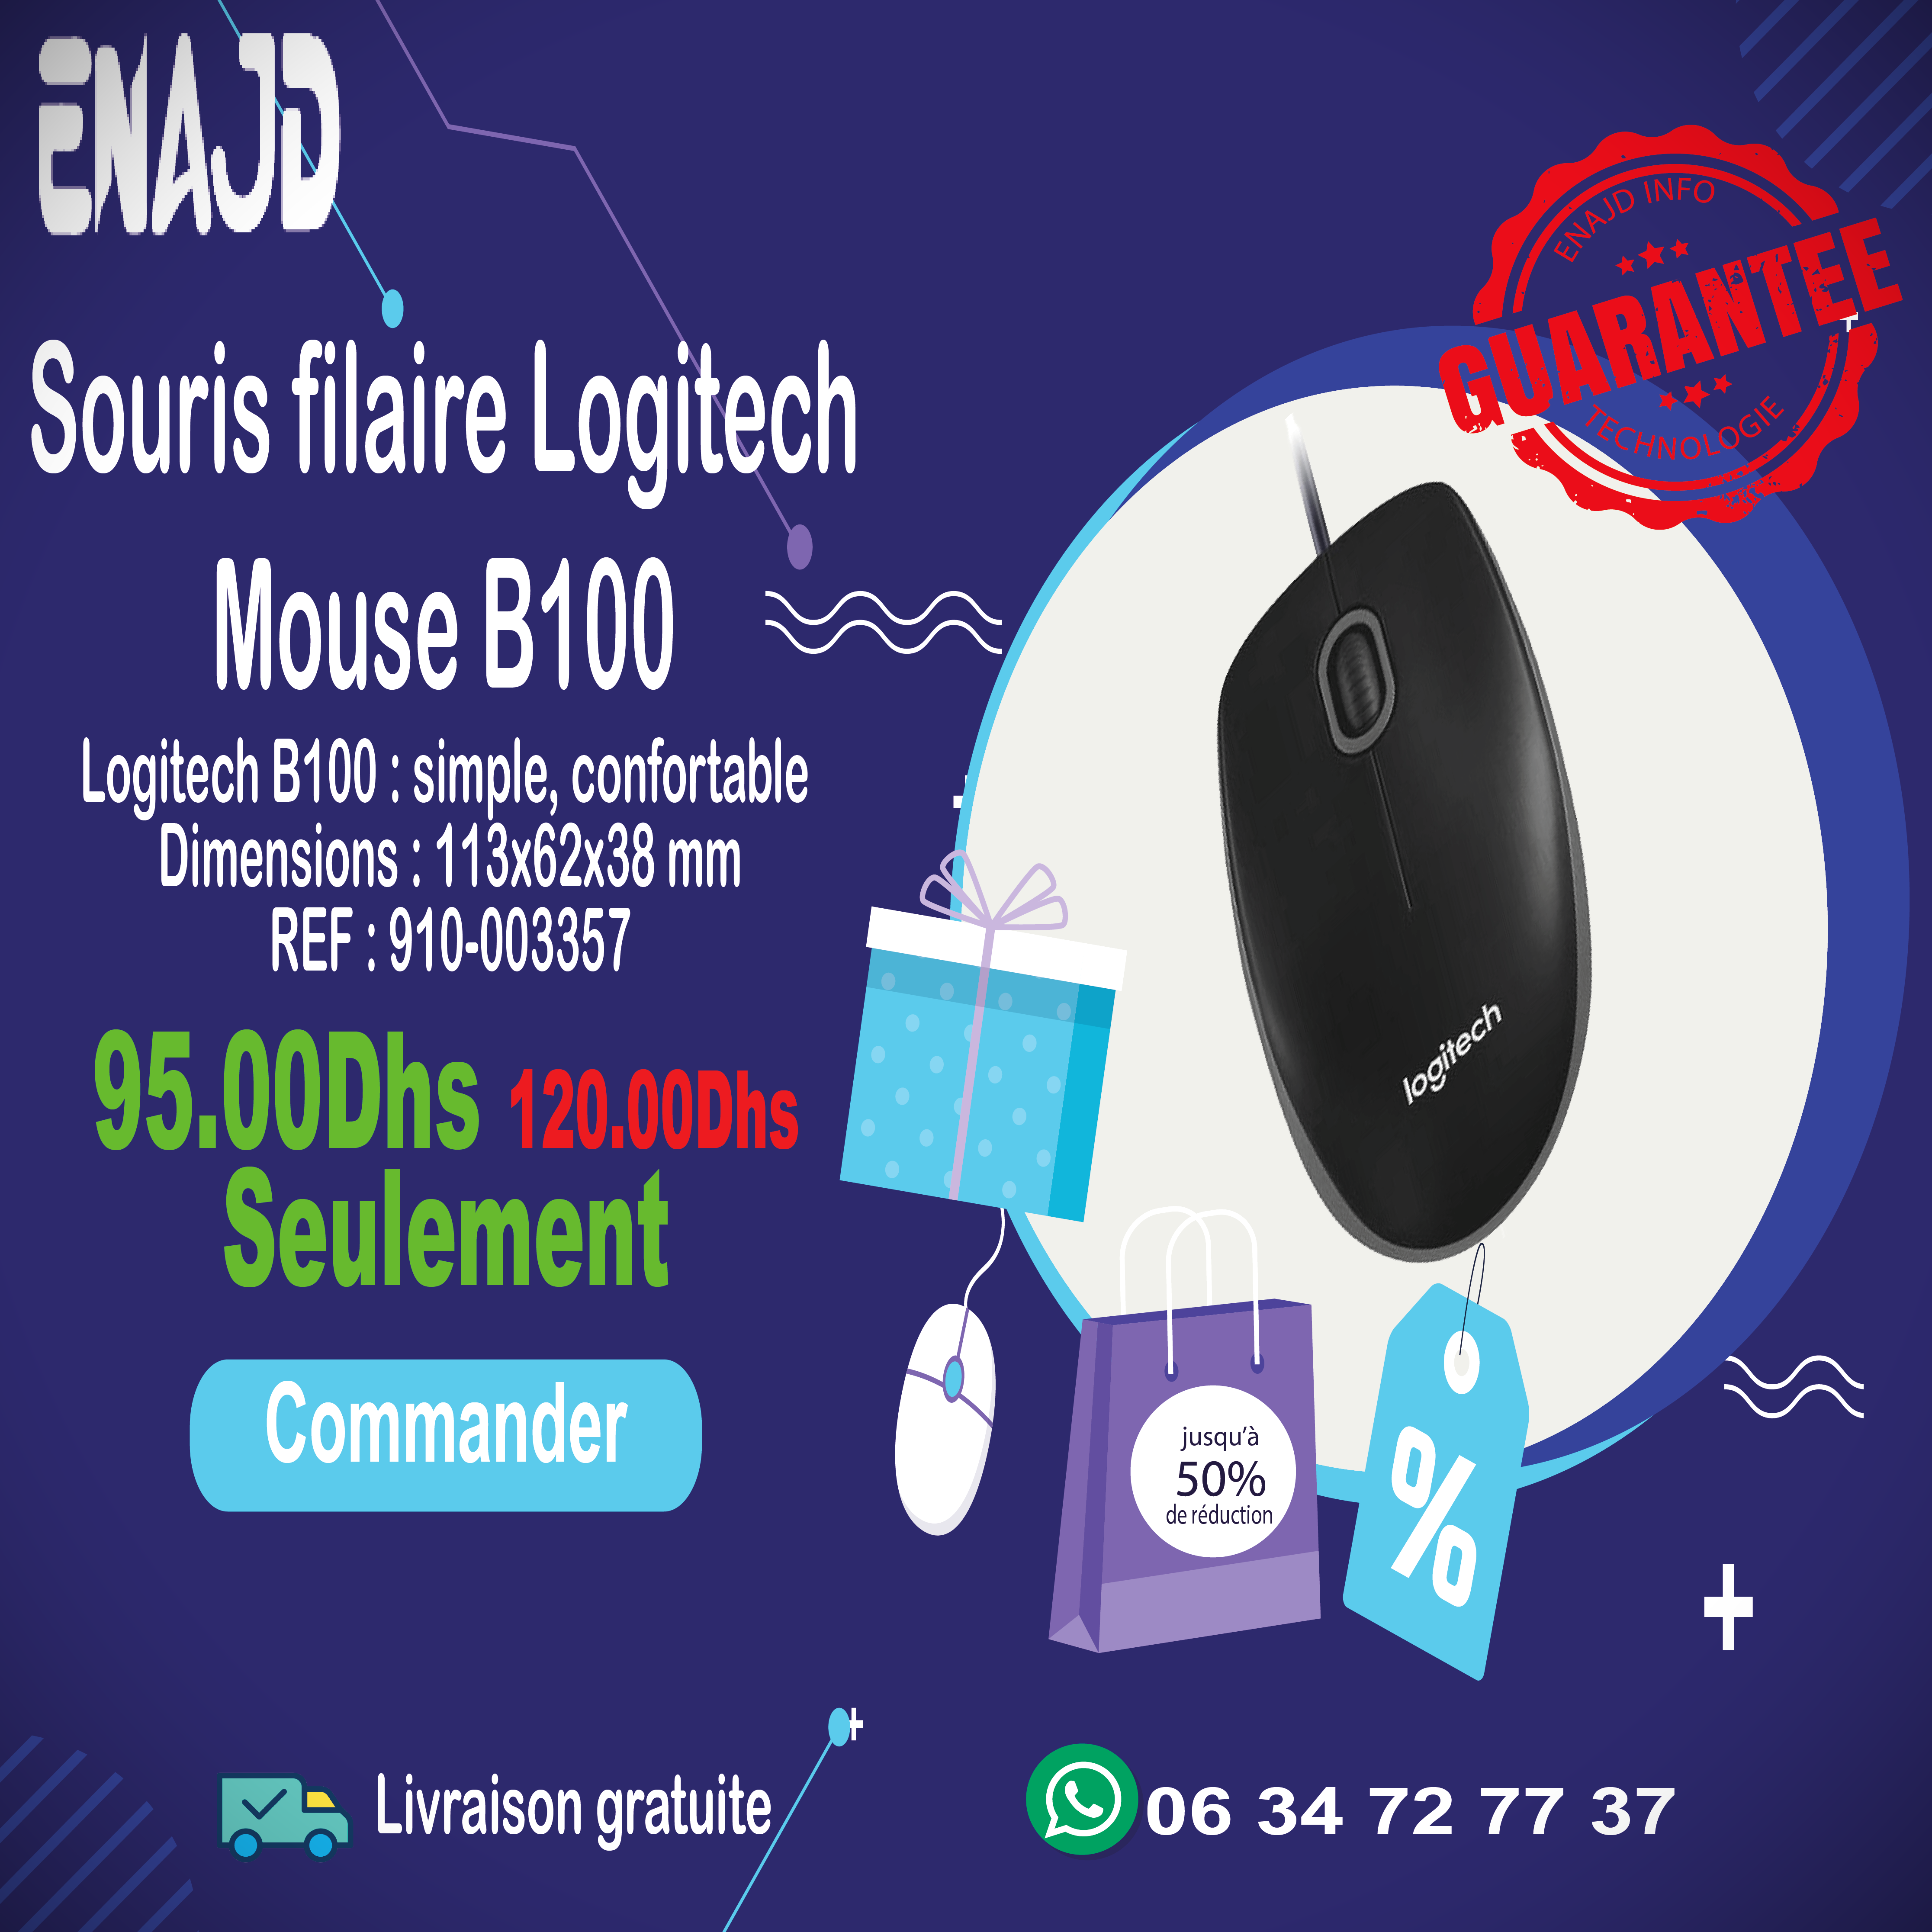 ENAJD
ENAJD INFO
GUARANTEE
TECHNOLOGIE
Souris filaire Logitech
Mouse B100
Logitech B100 : simple, confortable
Dimensions : 113x62x38 mm
REF : 910-003357
95.00Dhs 120.00Dhs
Seulement
Commander
logitech
jusqu’à
50%
de réduction
%
Livraison gratuite
06 34 72 77 37